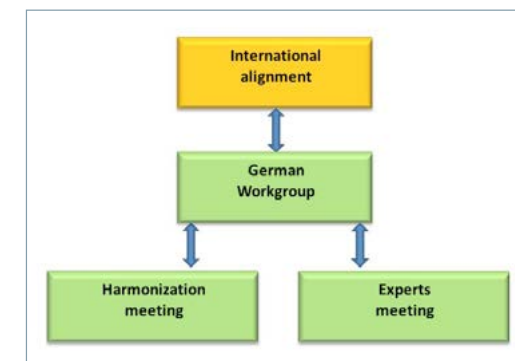 International
alignment
German
Workgroup
Harmonization
meeting
Experts
meeting